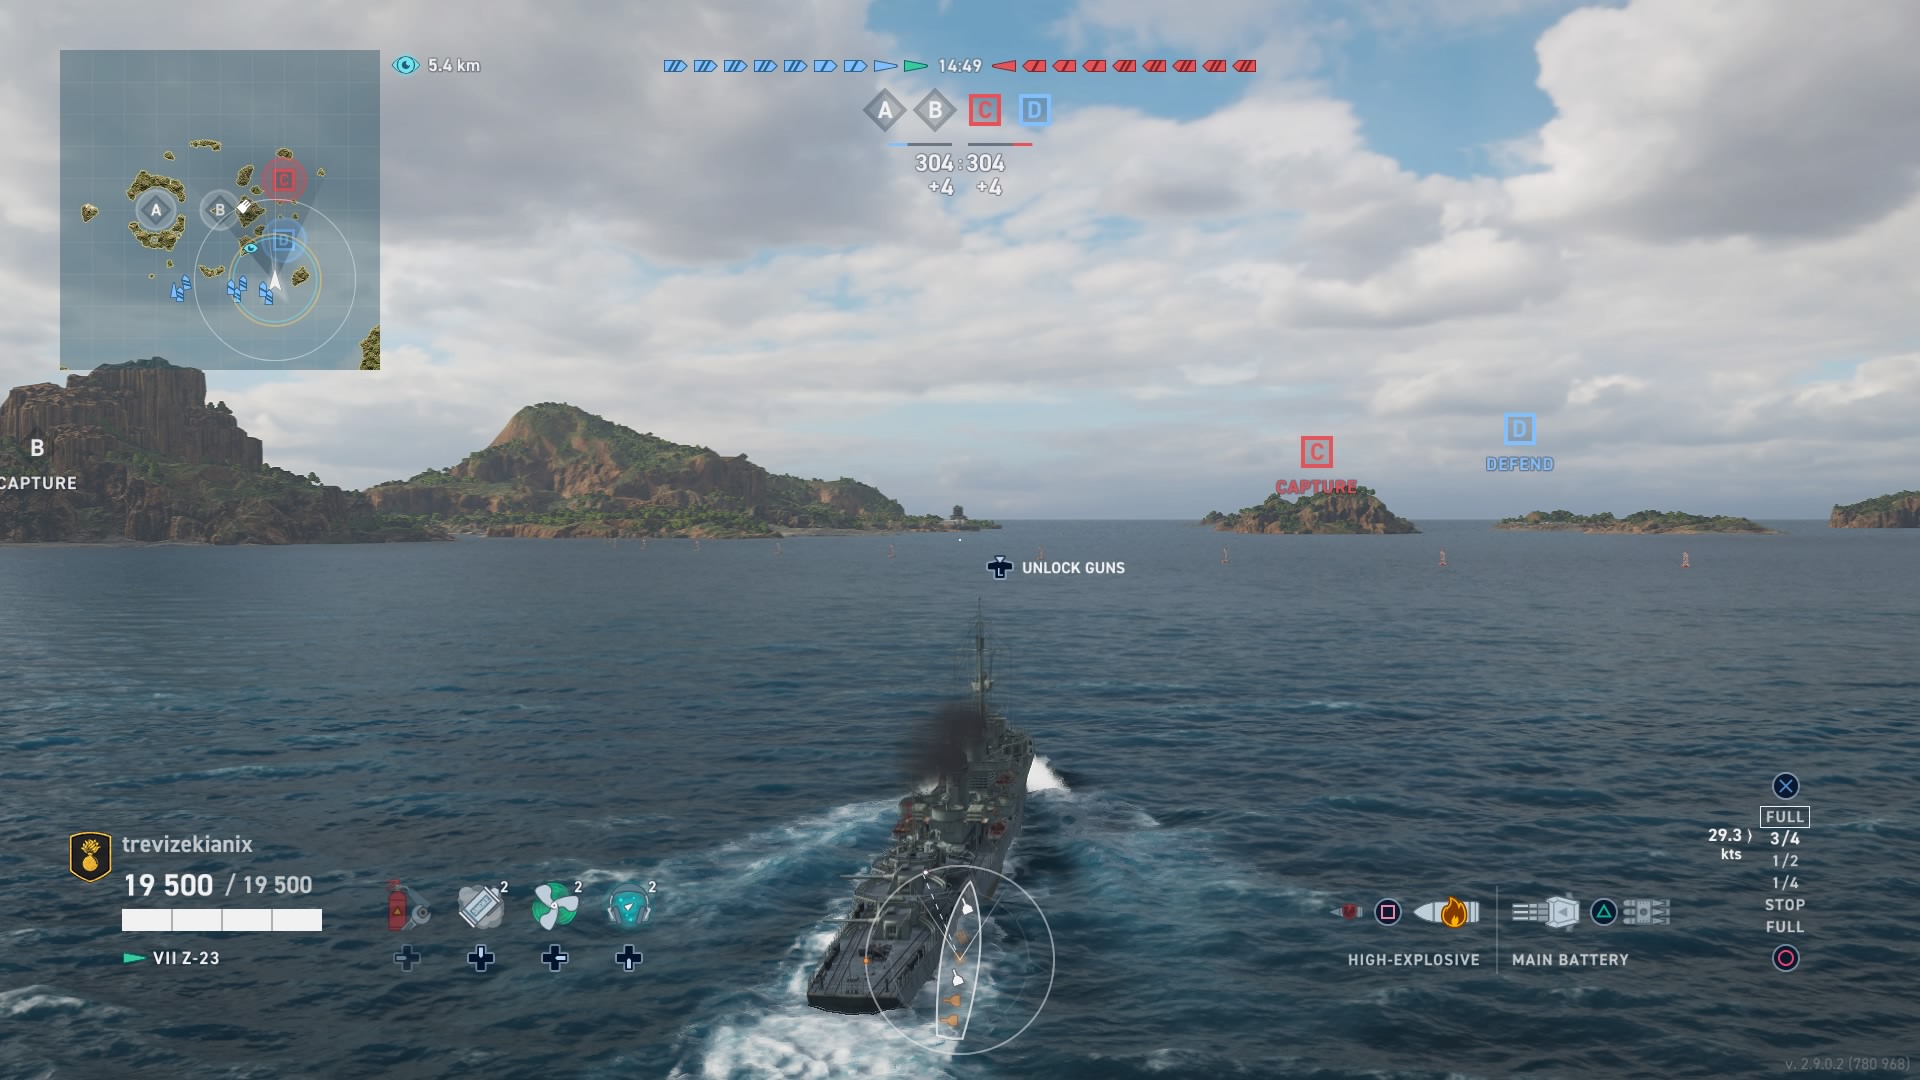 5.4 km
14:49
A B C D
304 : 304
+4 +4
A
B
C
D
B
CAPTURE
C
CAPTURE
D
DEFEND
L
UNLOCK GUNS
trevizekianix
19 500 / 19 500
VII Z-23
2
2
2
HIGH-EXPLOSIVE
MAIN BATTERY
29.3
kts
FULL
3/4
1/2
1/4
STOP
FULL
v. 2.9.0.2 (780 968)